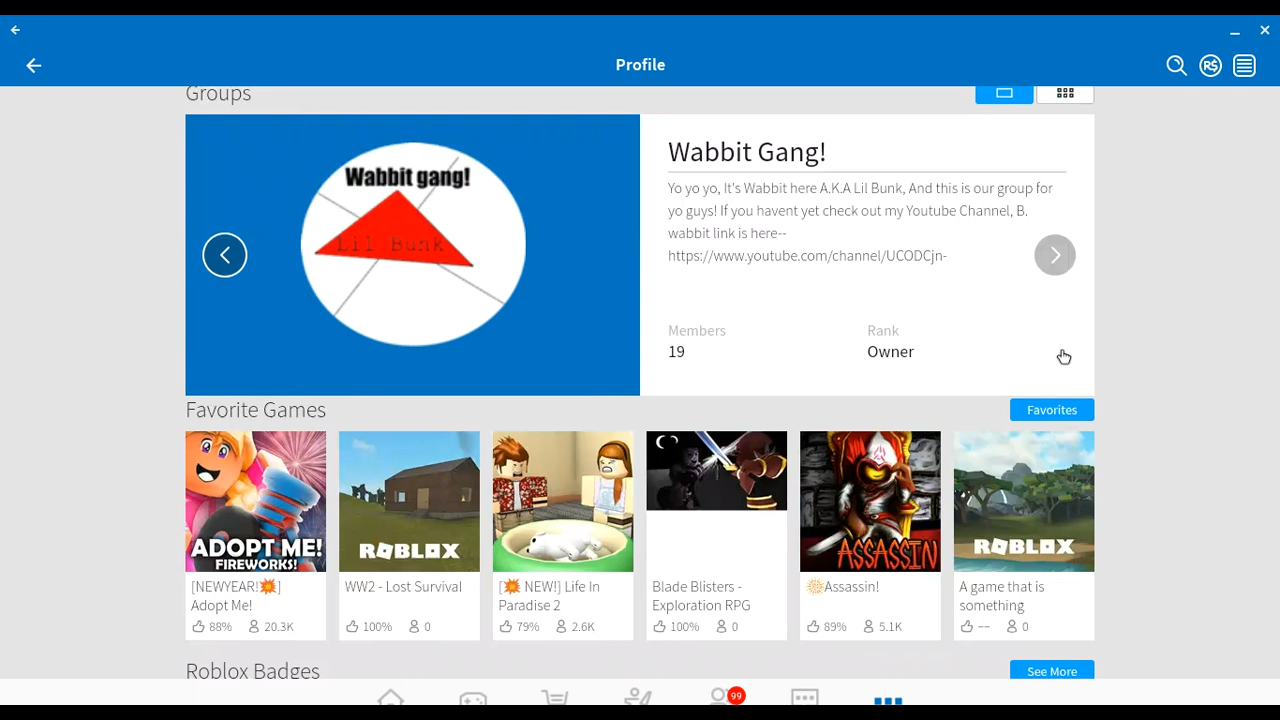 Profile
R$
Groups
Wabbit gang!
Lil Bunk
Wabbit Gang!
Yo yo yo, It's Wabbit here A.K.A Lil Bunk, And this is our group for
yo guys! If you havent yet check out my Youtube Channel, B.
wabbit link is here--
https://www.youtube.com/channel/UCODCjn-
Members
Rank
19
Owner
Favorite Games
Favorites
ADOPT ME!
FIREWORKS!
ROBLOX
ASSASSIN
ROBLOX
[NEWYEAR!💥]
Adopt Me!
88% 20.3K
WW2 - Lost Survival
100% 0
[💥 NEW!] Life In
Paradise 2
79% 2.6K
Blade Blisters -
Exploration RPG
100% 0
🔅Assassin!
89% 5.1K
A game that is
something
-- 0
Roblox Badges
See More
99